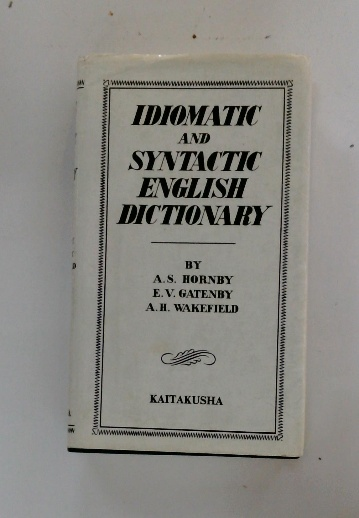 IDIOMATIC
AND
SYNTACTIC
ENGLISH
DICTIONARY
BY
A. S. HORNBY
E. V. GATENBY
A. H. WAKEFIELD
KAITAKUSHA